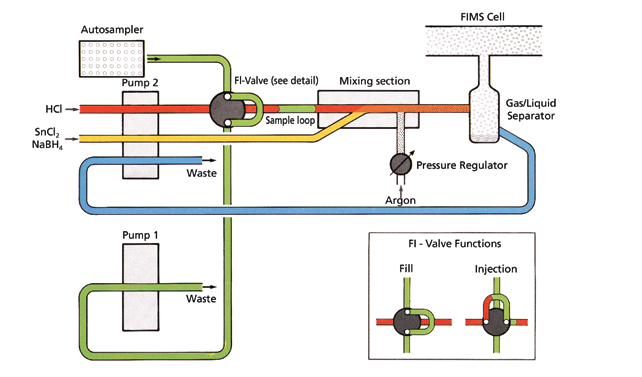 FIMS Cell
Autosampler
Pump 2
FI-Valve (see detail)
Mixing section
HCl
Sample loop
Gas/Liquid
Separator
SnCl₂
NaBH₄
Waste
Pressure Regulator
Argon
Pump 1
FI - Valve Functions
Fill
Injection
Waste